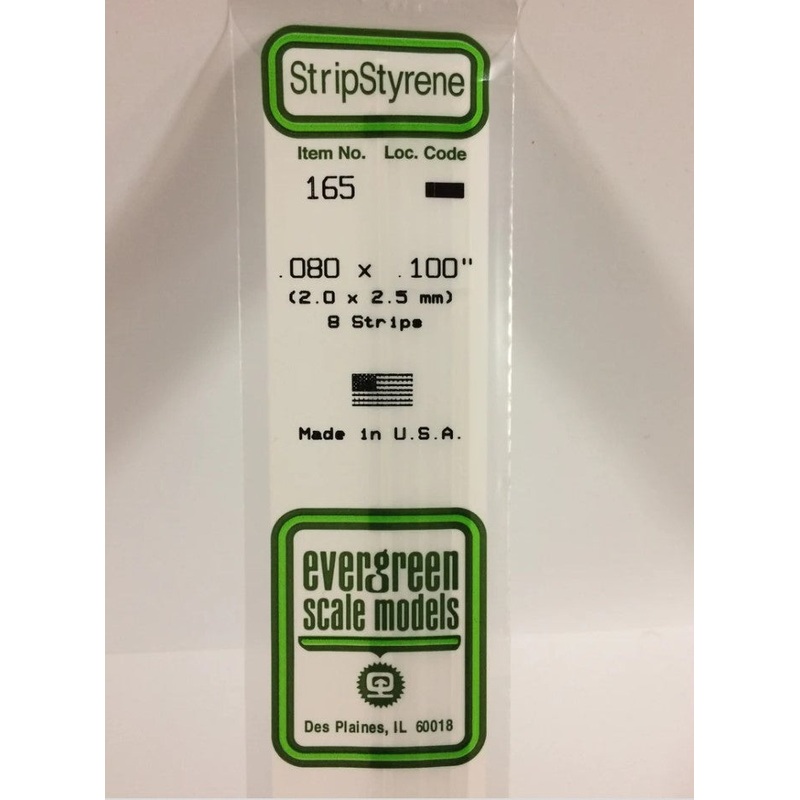 StripStyrene
Item No. Loc. Code
165
.080 x .100"
(2.0 x 2.5 mm)
8 Strips
Made in U.S.A.
evergreen
scale models
Des Plaines, IL 60018